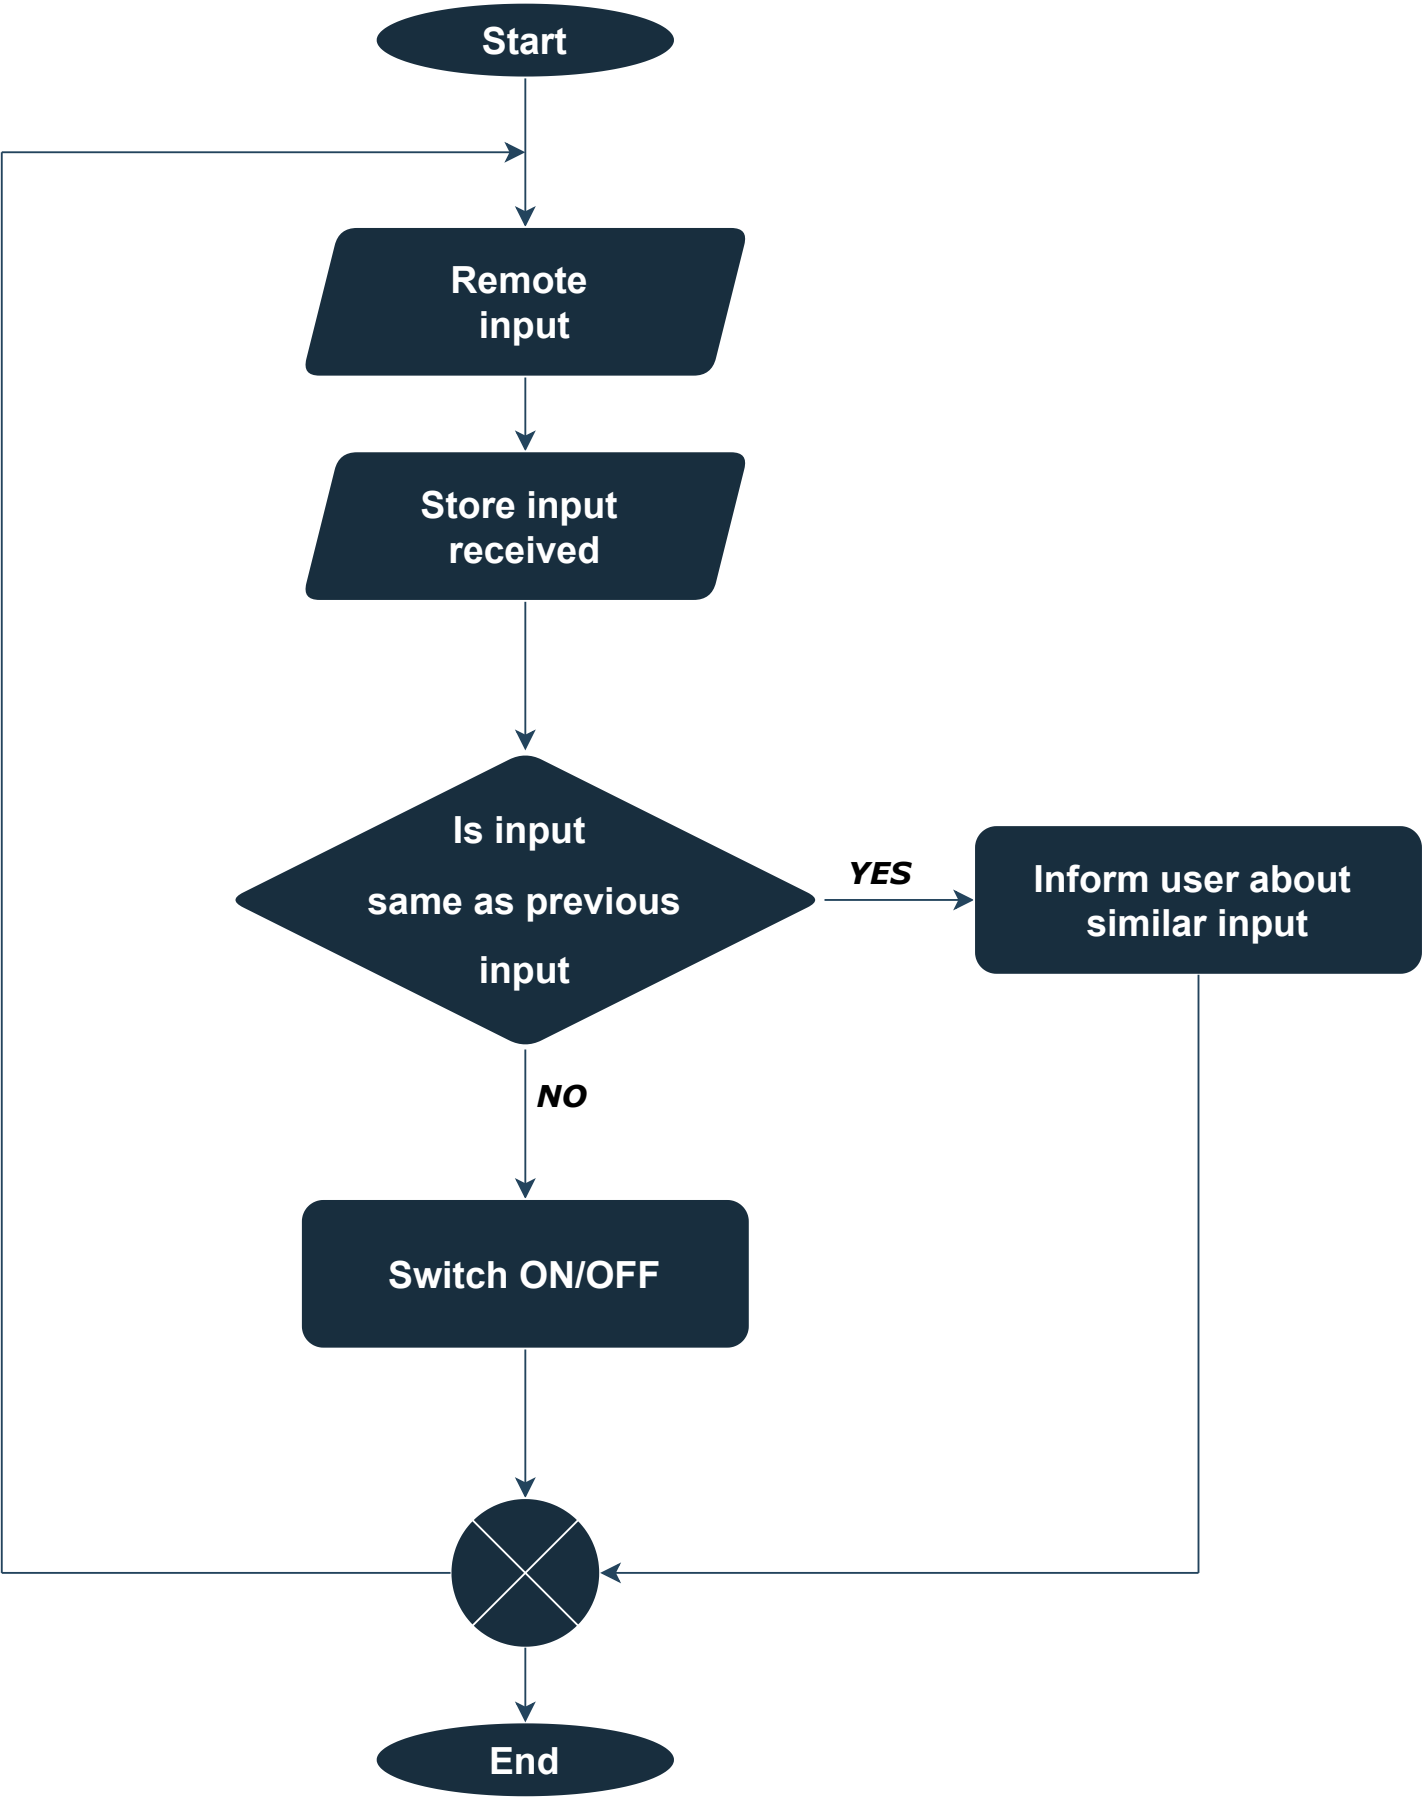 Start
Remote
input
Store input
received
Is input
same as previous
input
YES
Inform user about
similar input
NO
Switch ON/OFF
End